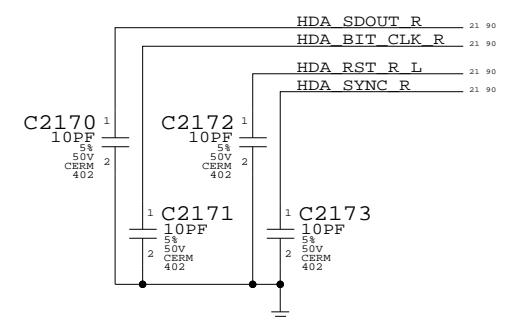 HDA_SDOUT_R 21 90
HDA_BIT_CLK_R 21 90
HDA_RST_R_L 21 90
HDA_SYNC_R 21 90
C2170 1
10PF
5%
50V
CERM
402
2
C2172 1
10PF
5%
50V
CERM
402
2
1 C2171
10PF
5%
50V
2 CERM
402
1 C2173
10PF
5%
50V
2 CERM
402